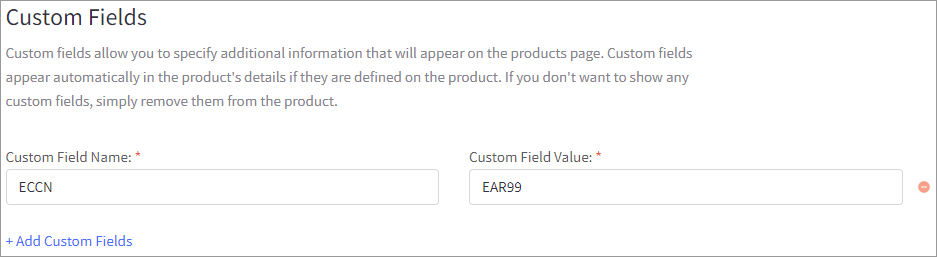 Custom Fields
Custom fields allow you to specify additional information that will appear on the products page. Custom fields
appear automatically in the product's details if they are defined on the product. If you don't want to show any
custom fields, simply remove them from the product.
Custom Field Name: * Custom Field Value: *
ECCN EAR99
+ Add Custom Fields